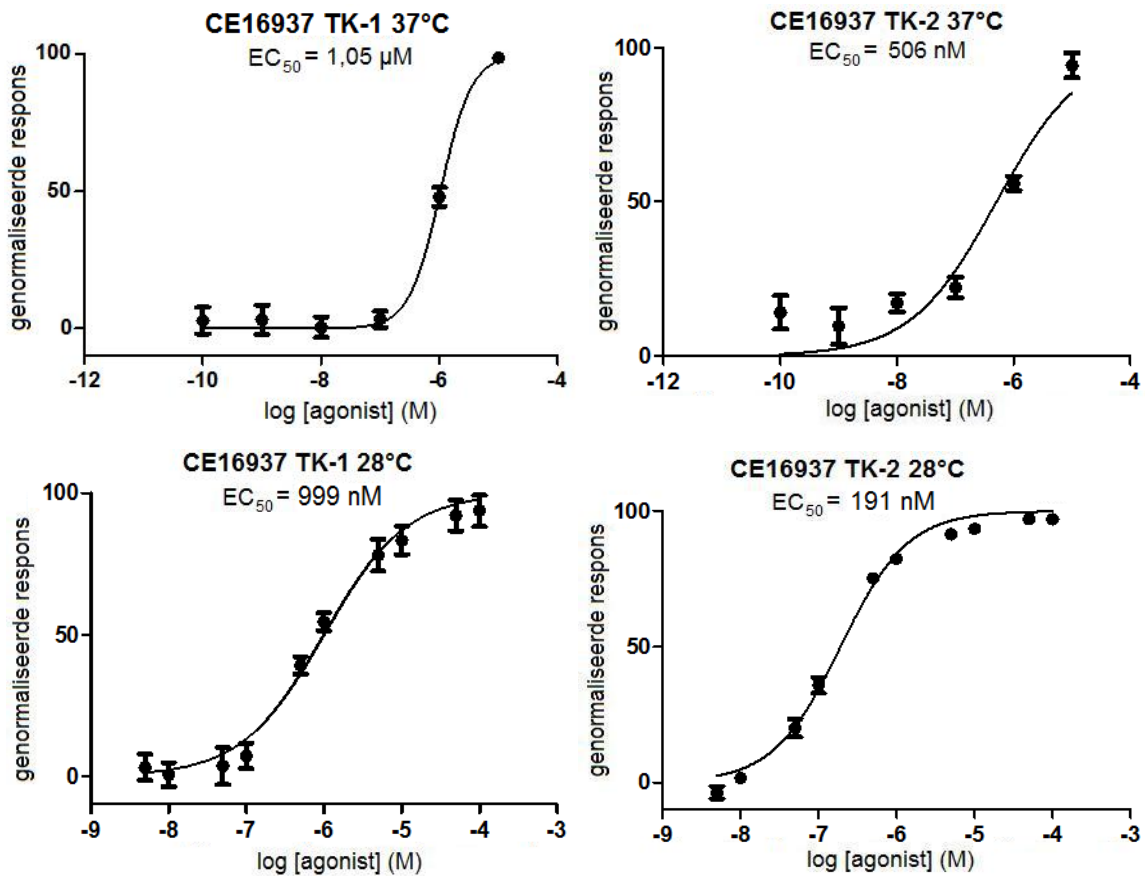 CE16937 TK-1 37°C
EC50 = 1,05 µM
genormaliseerde respons
100
50
0
-12 -10 -8 -6 -4
log [agonist] (M)
CE16937 TK-2 37°C
EC50 = 506 nM
genormaliseerde respons
100
50
0
-12 -10 -8 -6 -4
log [agonist] (M)
CE16937 TK-1 28°C
EC50 = 999 nM
genormaliseerde respons
100
50
0
-9 -8 -7 -6 -5 -4 -3
log [agonist] (M)
CE16937 TK-2 28°C
EC50 = 191 nM
genormaliseerde respons
100
50
0
-9 -8 -7 -6 -5 -4 -3
log [agonist] (M)